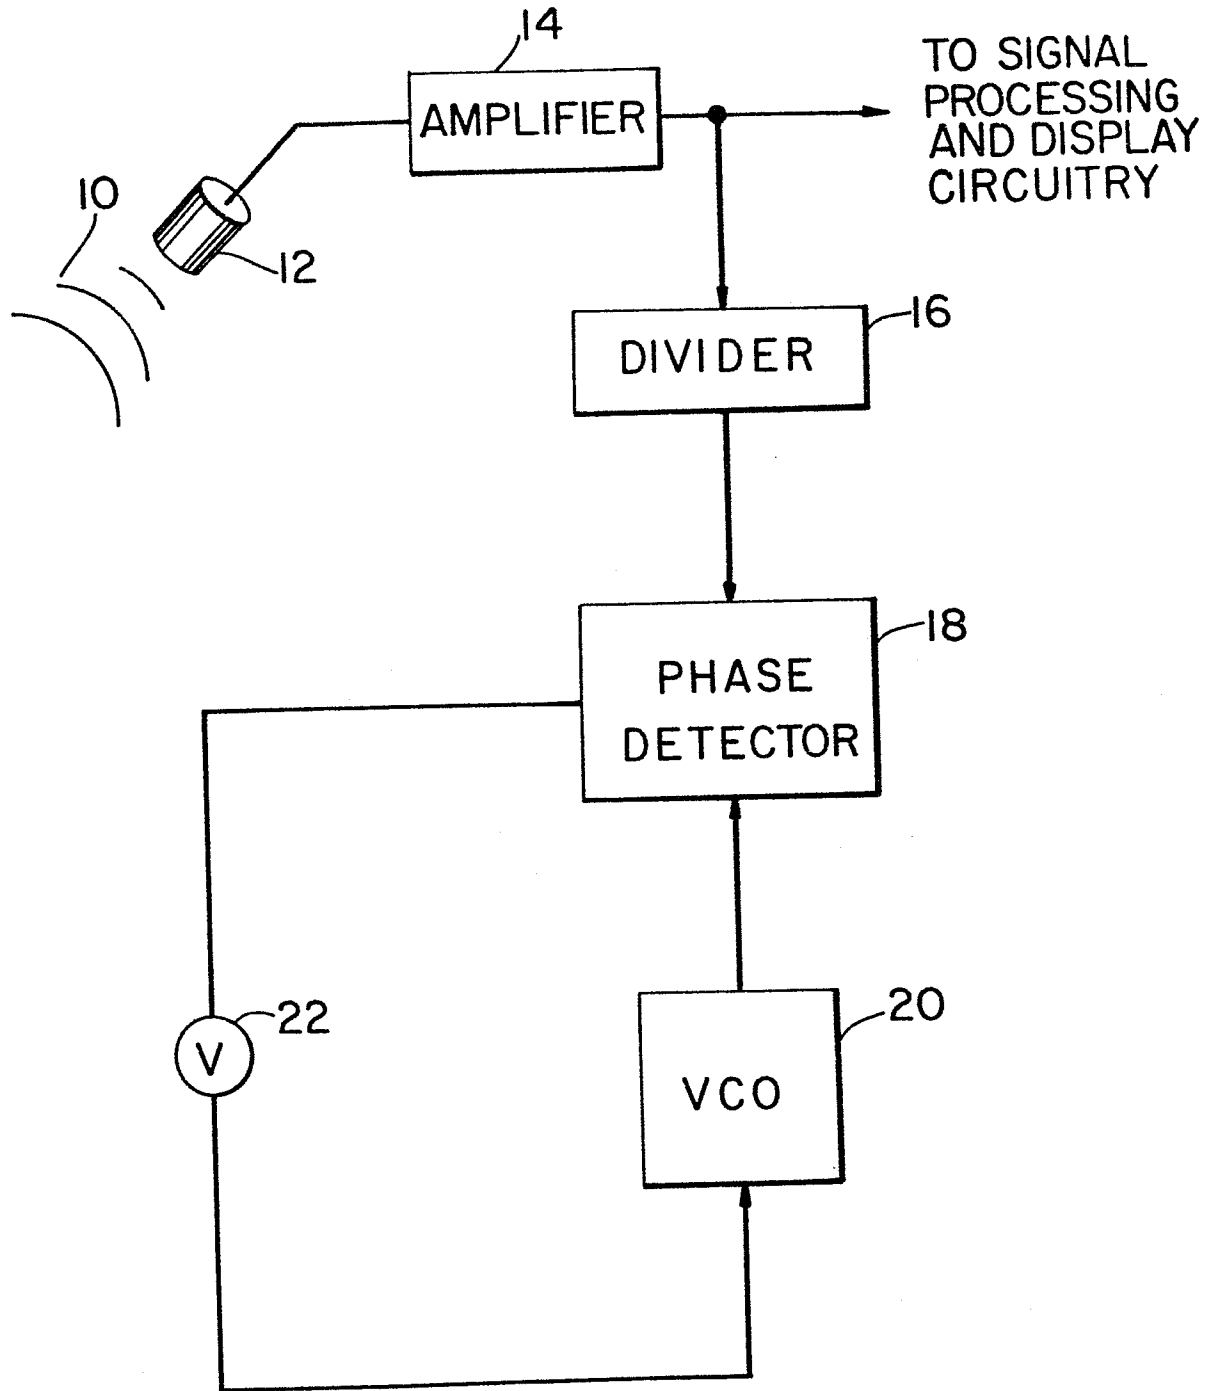 14
AMPLIFIER
TO SIGNAL
PROCESSING
AND DISPLAY
CIRCUITRY
10
12
16
DIVIDER
18
PHASE
DETECTOR
22
V
20
VCO